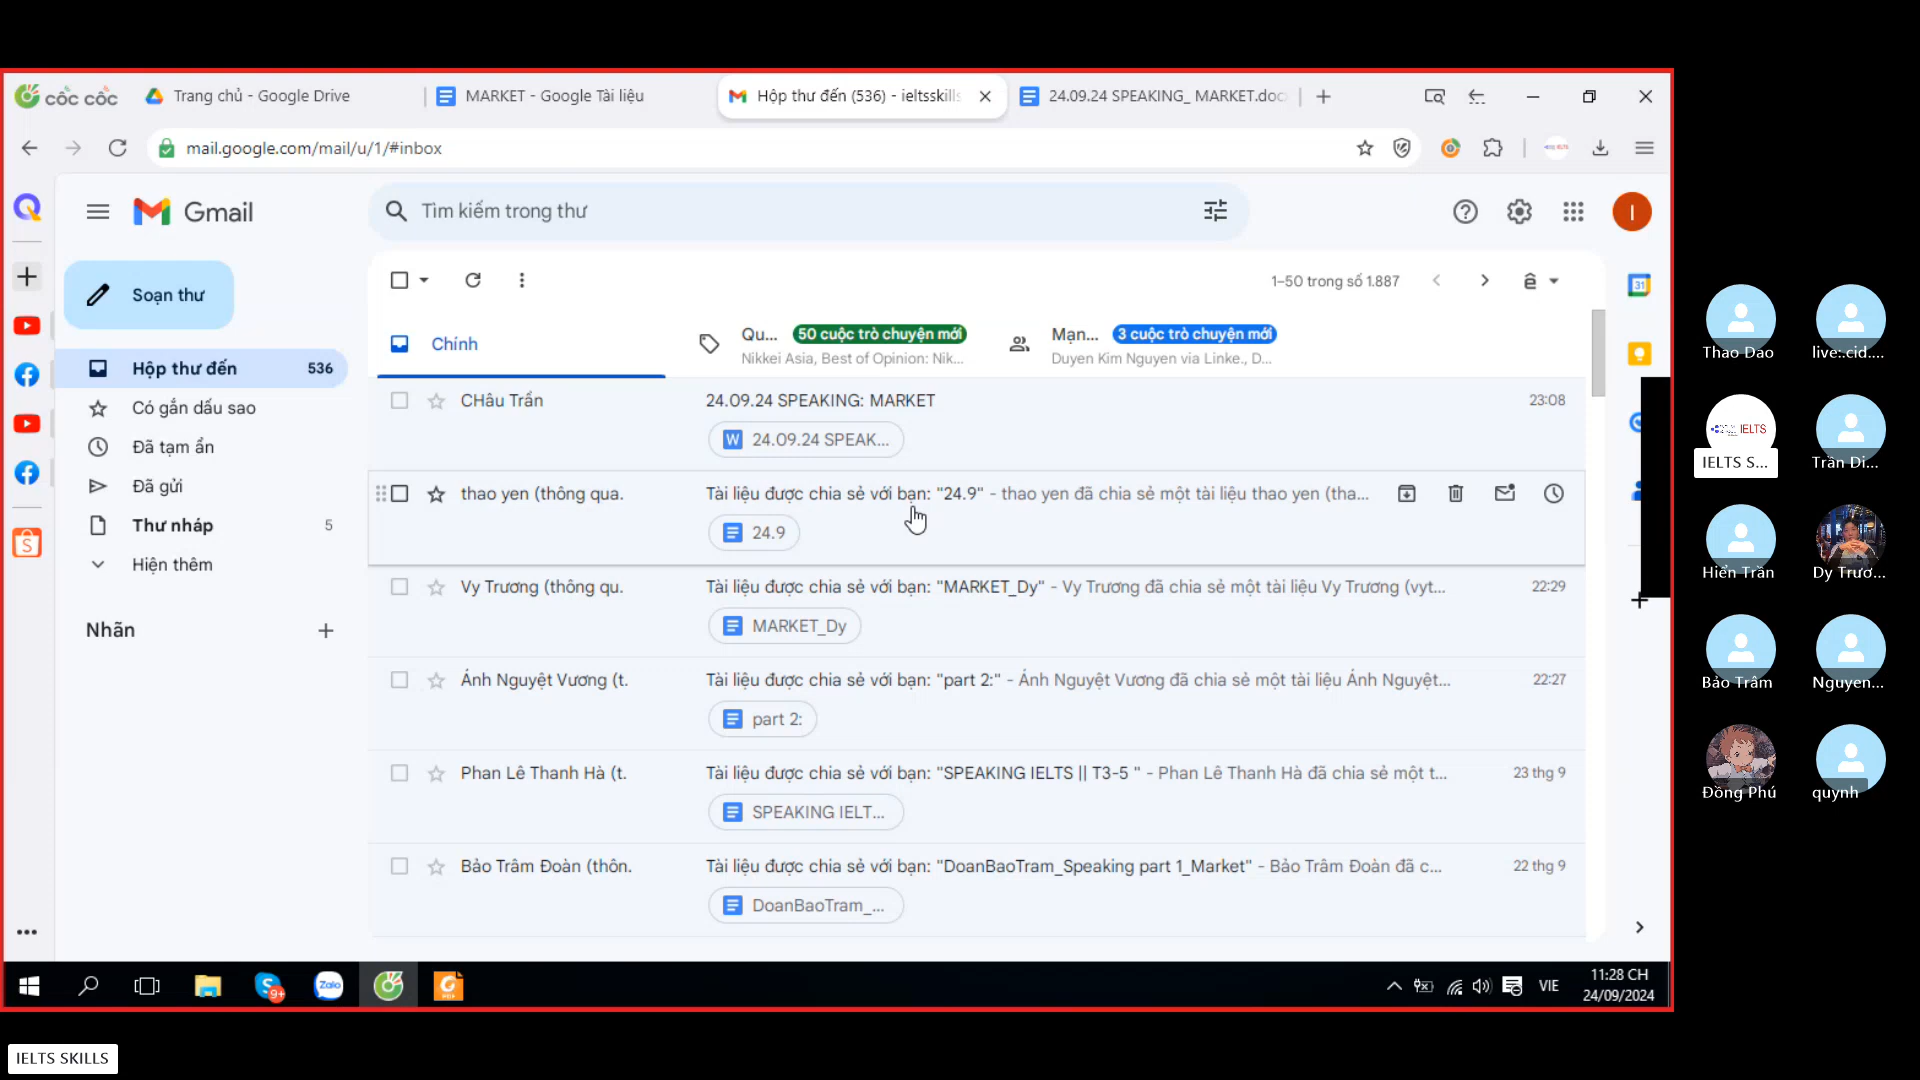 cốc cốc
Trang chủ - Google Drive
MARKET - Google Tài liệu
Hộp thư đến (536) - ieltsskills
24.09.24 SPEAKING_ MARKET.doc
mail.google.com/mail/u/1/#inbox
Gmail
Tìm kiếm trong thư
I
Soạn thư
1–50 trong số 1.887
31
Chính
Qu... 50 cuộc trò chuyện mới
Nikkei Asia, Best of Opinion: Nik...
Mạn... 3 cuộc trò chuyện mới
Duyen Kim Nguyen via Linke., D...
Hộp thư đến 536
Có gắn dấu sao
Đã tạm ẩn
Đã gửi
Thư nháp 5
Hiện thêm
Nhãn
CHâu Trần 24.09.24 SPEAKING: MARKET 23:08
W 24.09.24 SPEAK...
thao yen (thông qua. Tài liệu được chia sẻ với bạn: "24.9" - thao yen đã chia sẻ một tài liệu thao yen (tha...
24.9
Vy Trương (thông qu. Tài liệu được chia sẻ với bạn: "MARKET_Dy" - Vy Trương đã chia sẻ một tài liệu Vy Trương (vyt... 22:29
MARKET_Dy
Ánh Nguyệt Vương (t. Tài liệu được chia sẻ với bạn: "part 2:" - Ánh Nguyệt Vương đã chia sẻ một tài liệu Ánh Nguyệt... 22:27
part 2:
Phan Lê Thanh Hà (t. Tài liệu được chia sẻ với bạn: "SPEAKING IELTS || T3-5 " - Phan Lê Thanh Hà đã chia sẻ một t... 23 thg 9
SPEAKING IELT...
Bảo Trâm Đoàn (thôn. Tài liệu được chia sẻ với bạn: "DoanBaoTram_Speaking part 1_Market" - Bảo Trâm Đoàn đã c... 22 thg 9
DoanBaoTram_...
Thao Dao
live:.cid....
IELTS
IELTS S...
Trần Di...
Hiển Trần
Dy Trươ...
Bảo Trâm
Nguyen...
Đồng Phú
quynh
9+
Zalo
PDF
VIE
11:28 CH
24/09/2024
IELTS SKILLS